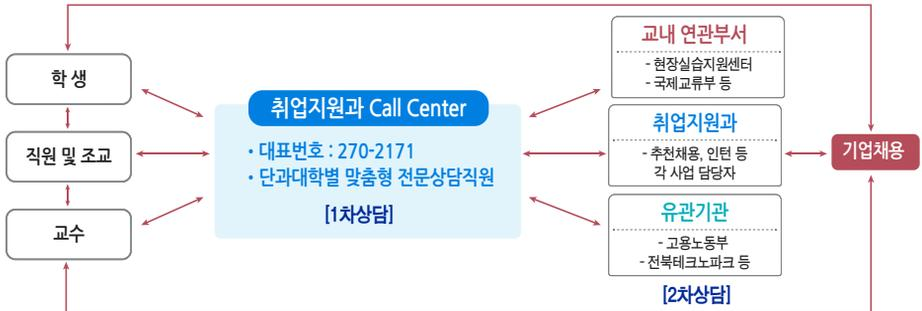 학 생
직원 및 조교
교수
취업지원과 Call Center
• 대표번호 : 270-2171
• 단과대학별 맞춤형 전문상담직원
[1차상담]
교내 연관부서
- 현장실습지원센터
- 국제교류부 등
취업지원과
- 추천채용, 인턴 등
각 사업 담당자
유관기관
- 고용노동부
- 전북테크노파크 등
[2차상담]
기업채용